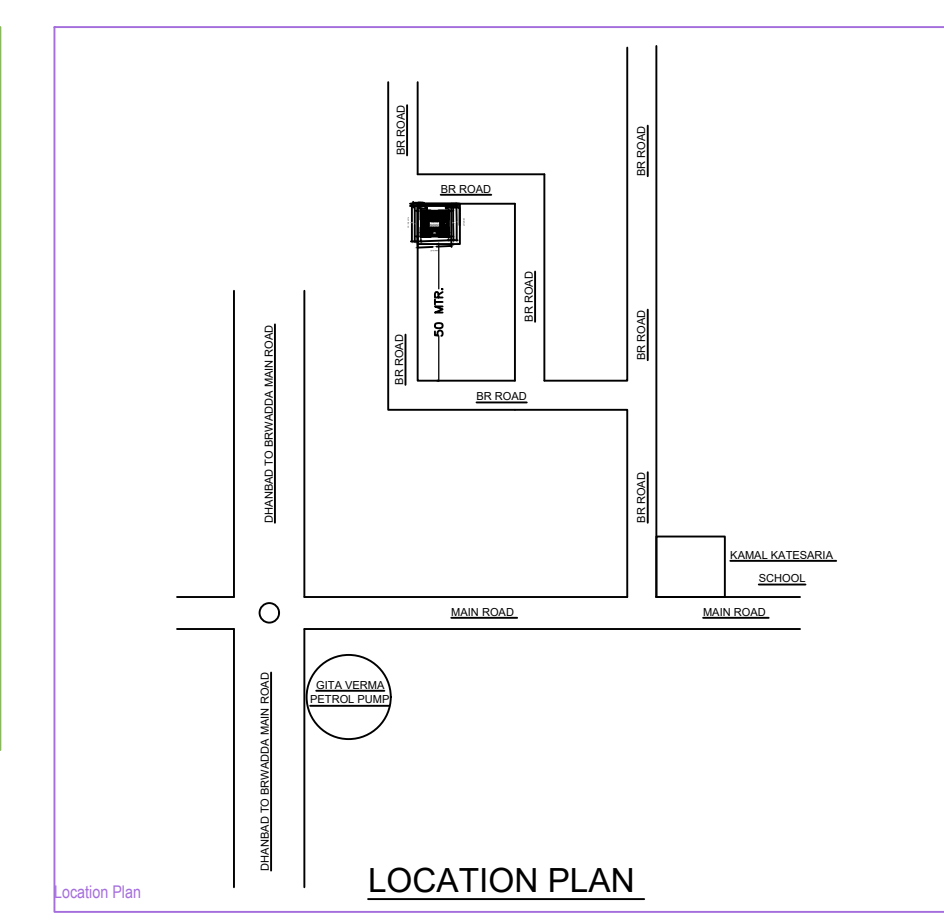 BR ROAD
BR ROAD
BR ROAD
50 MTR.
BR ROAD
BR ROAD
BR ROAD
BR ROAD
DHANBAD TO BRWADDA MAIN ROAD
BR ROAD
KAMAL KATESARIA
SCHOOL
MAIN ROAD
MAIN ROAD
GITA VERMA
PETROL PUMP
DHANBAD TO BRWADDA MAIN ROAD
LOCATION PLAN
Location Plan